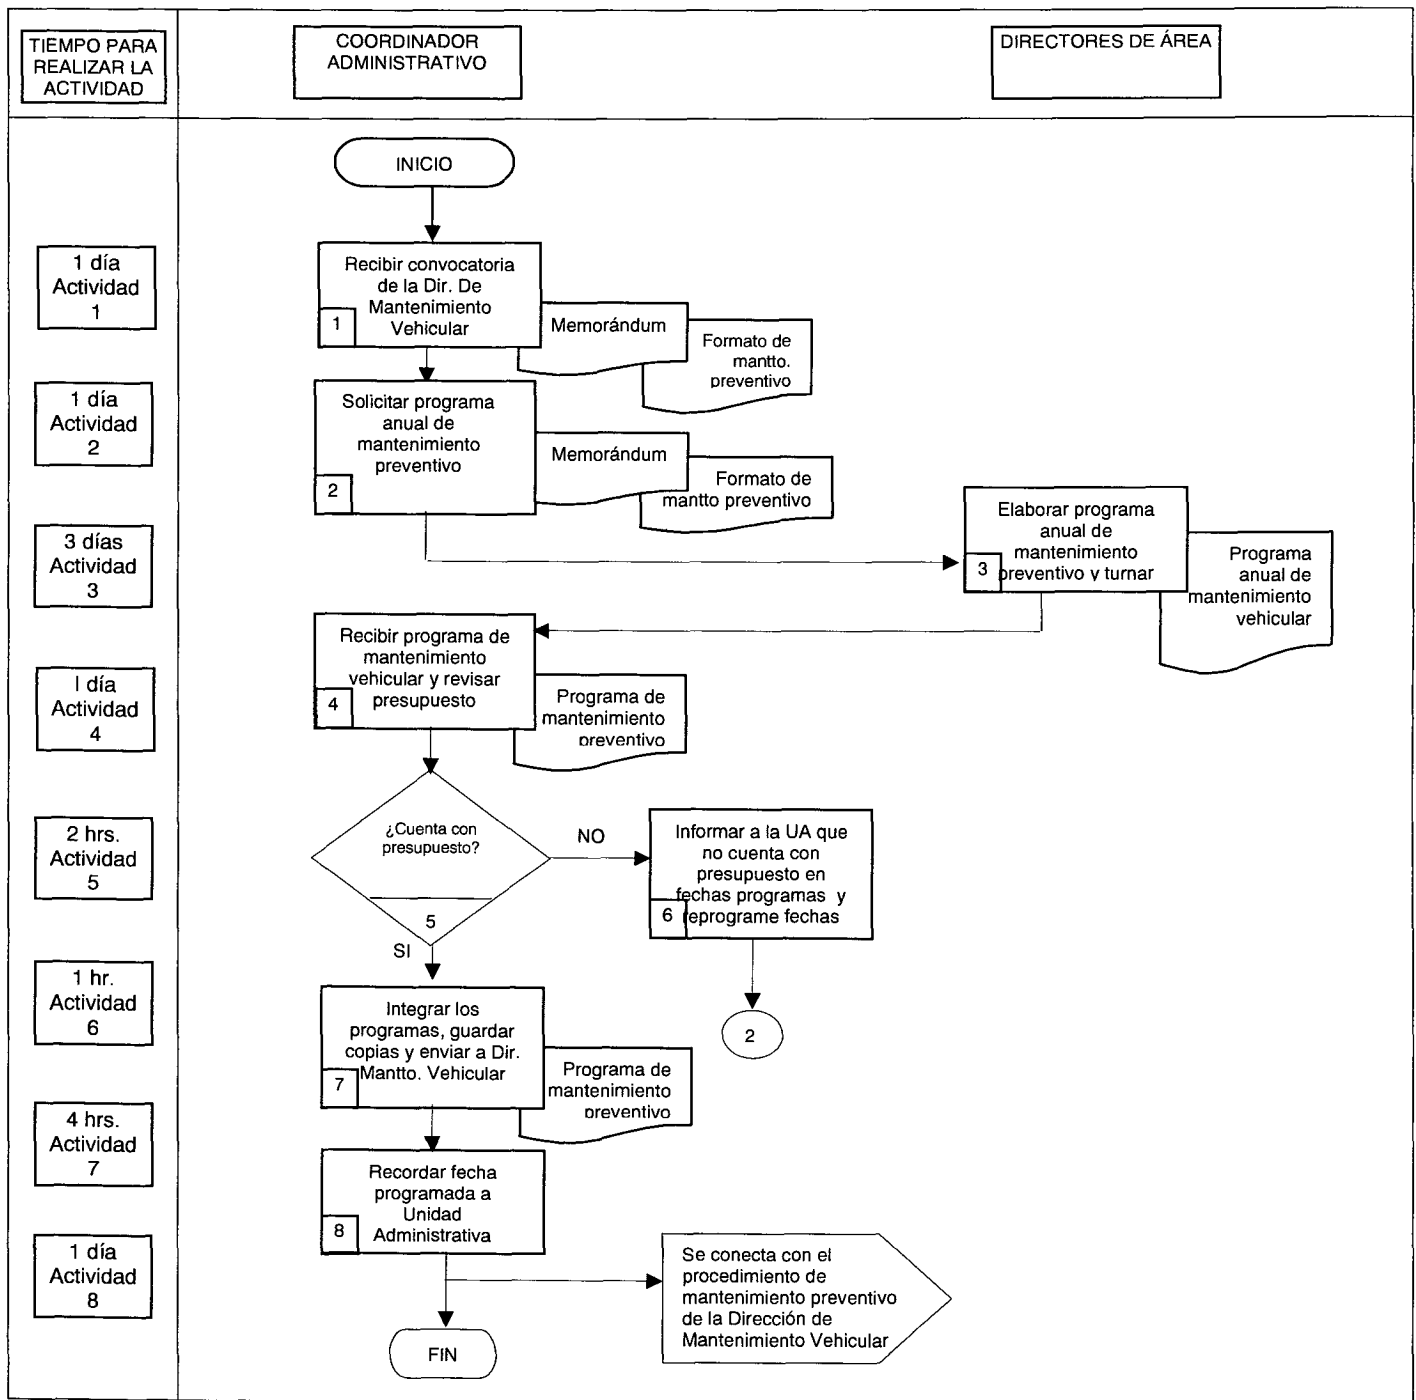 TIEMPO PARA
REALIZAR LA
ACTIVIDAD
COORDINADOR
ADMINISTRATIVO
DIRECTORES DE ÁREA
INICIO
1 día
Actividad
1
Recibir convocatoria
de la Dir. De
Mantenimiento
Vehicular
1
Memorándum
Formato de
mantto.
preventivo
1 día
Actividad
2
Solicitar programa
anual de
mantenimiento
preventivo
2
Memorándum
Formato de
mantto preventivo
3 días
Actividad
3
Elaborar programa
anual de
mantenimiento
preventivo y turnar
3
Programa
anual de
mantenimiento
vehicular
I día
Actividad
4
Recibir programa de
mantenimiento
vehicular y revisar
presupuesto
4
Programa de
mantenimiento
preventivo
2 hrs.
Actividad
5
¿Cuenta con
presupuesto?
5
NO
SI
Informar a la UA que
no cuenta con
presupuesto en
fechas programas y
reprograme fechas
6
2
1 hr.
Actividad
6
Integrar los
programas, guardar
copias y enviar a Dir.
Mantto. Vehicular
7
Programa de
mantenimiento
preventivo
4 hrs.
Actividad
7
Recordar fecha
programada a
Unidad
Administrativa
8
1 día
Actividad
8
Se conecta con el
procedimiento de
mantenimiento preventivo
de la Dirección de
Mantenimiento Vehicular
FIN